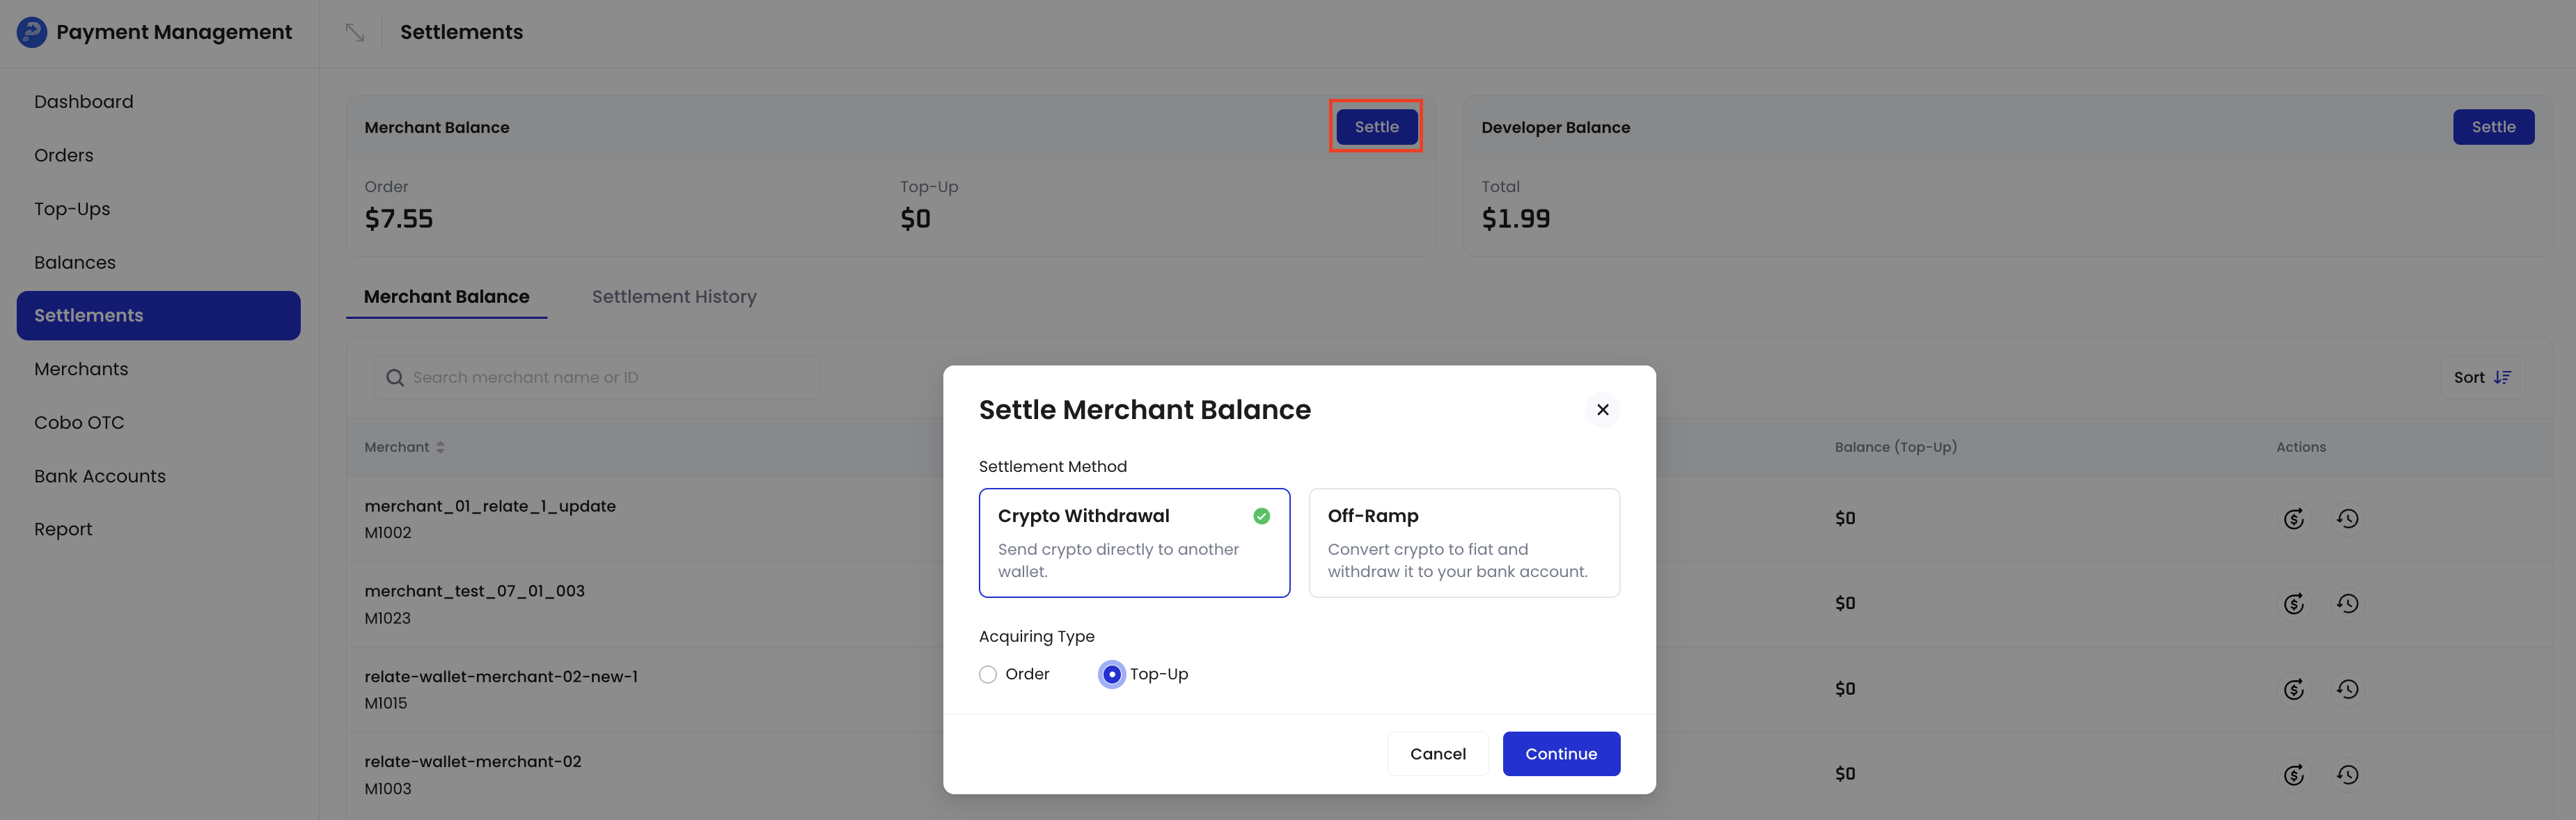 Payment Management
Settlements
Dashboard
Orders
Top-Ups
Balances
Settlements
Merchants
Cobo OTC
Bank Accounts
Report
Merchant Balance
Settle
Order
Top-Up
$7.55
$0
Developer Balance
Settle
Total
$1.99
Merchant Balance
Settlement History
Search merchant name or ID
Sort
Merchant
Balance (Top-Up)
Actions
merchant_01_relate_1_update
M1002
$0
merchant_test_07_01_003
M1023
$0
relate-wallet-merchant-02-new-1
M1015
$0
relate-wallet-merchant-02
M1003
$0
Settle Merchant Balance
Settlement Method
Crypto Withdrawal
Send crypto directly to another
wallet.
Off-Ramp
Convert crypto to fiat and
withdraw it to your bank account.
Acquiring Type
Order
Top-Up
Cancel
Continue